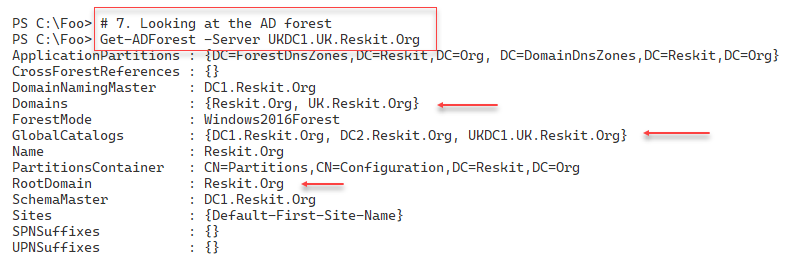 PS C:\Foo> # 7. Looking at the AD forest
PS C:\Foo> Get-ADForest -Server UKDC1.UK.Reskit.Org
ApplicationPartitions : {DC=ForestDnsZones,DC=Reskit,DC=Org, DC=DomainDnsZones,DC=Reskit,DC=Org}
CrossForestReferences : {}
DomainNamingMaster : DC1.Reskit.Org
Domains : {Reskit.Org, UK.Reskit.Org}
ForestMode : Windows2016Forest
GlobalCatalogs : {DC1.Reskit.Org, DC2.Reskit.Org, UKDC1.UK.Reskit.Org}
Name : Reskit.Org
PartitionsContainer : CN=Partitions,CN=Configuration,DC=Reskit,DC=Org
RootDomain : Reskit.Org
SchemaMaster : DC1.Reskit.Org
Sites : {Default-First-Site-Name}
SPNSuffixes : {}
UPNSuffixes : {}